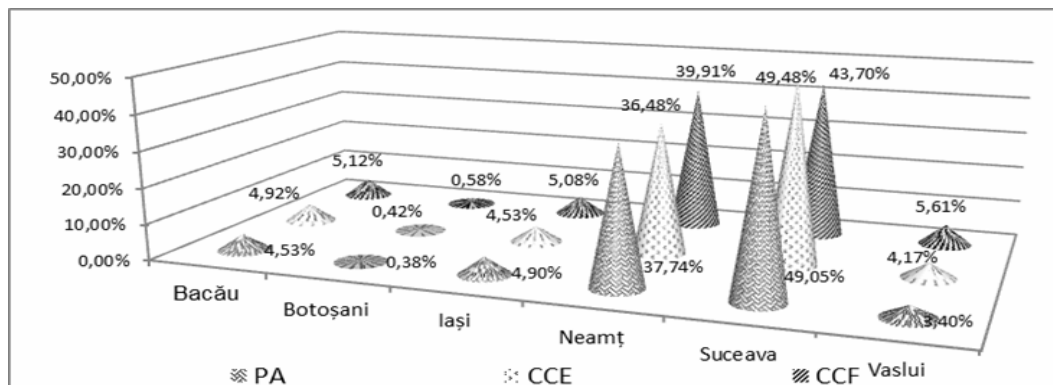 50,00%
40,00%
30,00%
20,00%
10,00%
0,00%
39,91% 49,48% 43,70%
36,48%
5,12% 0,58% 5,08%
4,92% 0,42% 4,53%
5,61%
4,17%
4,53% 0,38% 4,90% 37,74% 49,05% 3,40%
Bacău Botoșani Iași Neamț Suceava Vaslui
PA CCE CCF